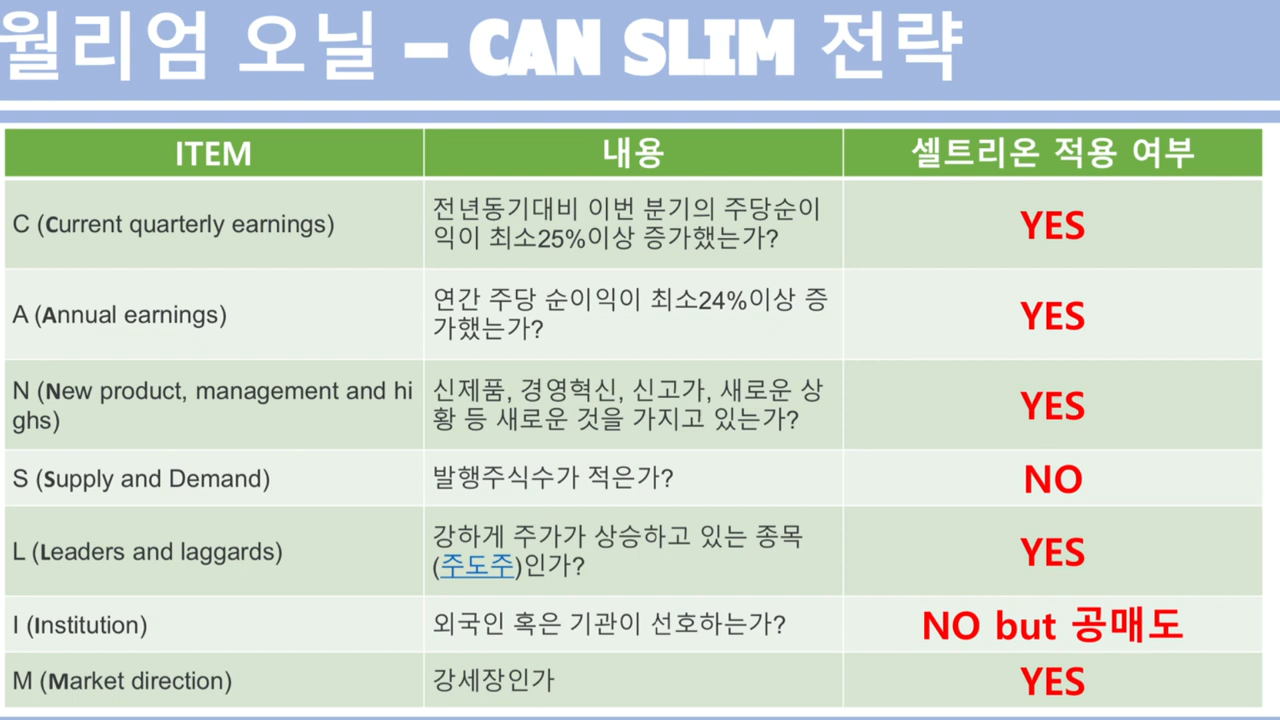 윌리엄 오닐 – CAN SLIM 전략
ITEM
내용
셀트리온 적용 여부
C (Current quarterly earnings)
전년동기대비 이번 분기의 주당순이
익이 최소25%이상 증가했는가?
YES
A (Annual earnings)
연간 주당 순이익이 최소24%이상 증
가했는가?
YES
N (New product, management and hi
ghs)
신제품, 경영혁신, 신고가, 새로운 상
황 등 새로운 것을 가지고 있는가?
YES
S (Supply and Demand)
발행주식수가 적은가?
NO
L (Leaders and laggards)
강하게 주가가 상승하고 있는 종목
(주도주)인가?
YES
I (Institution)
외국인 혹은 기관이 선호하는가?
NO but 공매도
M (Market direction)
강세장인가
YES